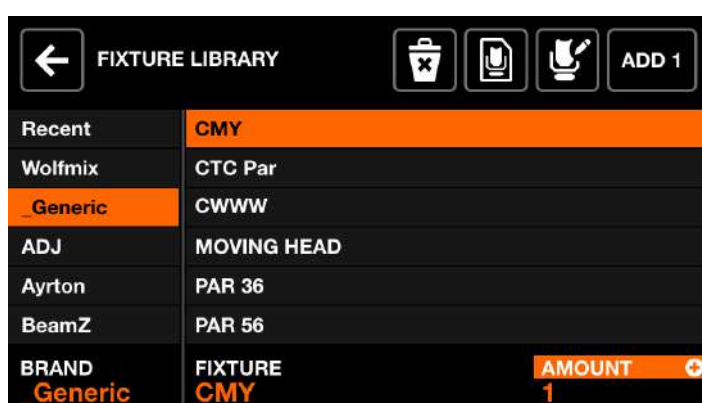 FIXTURE LIBRARY
ADD 1
Recent
CMY
Wolfmix
CTC Par
_Generic
CWWW
ADJ
MOVING HEAD
Ayrton
PAR 36
BeamZ
PAR 56
BRAND
FIXTURE
AMOUNT
_Generic
CMY
1